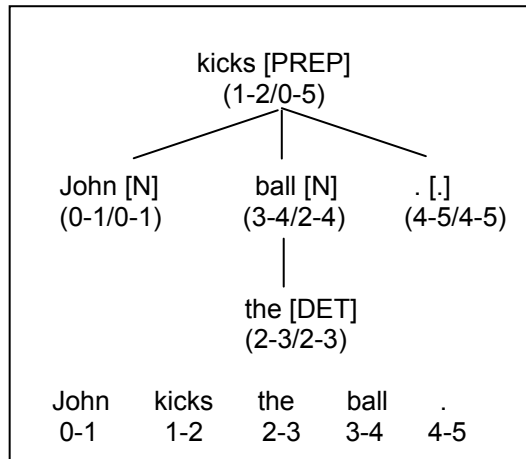 kicks [PREP]
(1-2/0-5)
John [N] ball [N] . [.]
(0-1/0-1) (3-4/2-4) (4-5/4-5)
the [DET]
(2-3/2-3)
John kicks the ball .
0-1 1-2 2-3 3-4 4-5